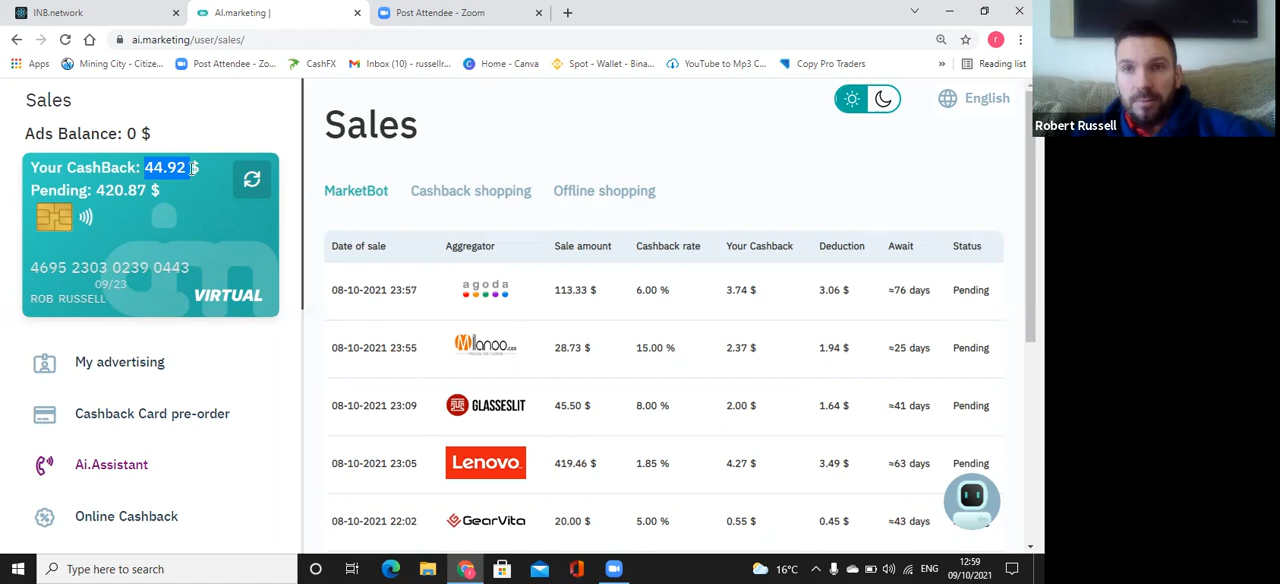 INB.network
AI.marketing |
Post Attendee - Zoom
ai.marketing/user/sales/
Apps
Mining City - Citize...
Post Attendee - Zo...
CashFX
Inbox (10) - russellr...
Home - Canva
Spot - Wallet - Bina...
YouTube to Mp3 C...
Copy Pro Traders
»
Reading list
r
Robert Russell
Sales
Ads Balance: 0 $
Your CashBack: 44.92 $
Pending: 420.87 $
4695 2303 0239 0443
09/23
ROB RUSSELL
VIRTUAL
My advertising
Cashback Card pre-order
Ai.Assistant
Online Cashback
English
Sales
MarketBot Cashback shopping Offline shopping
Date of sale Aggregator Sale amount Cashback rate Your Cashback Deduction Await Status
08-10-2021 23:57 agoda 113.33 $ 6.00 % 3.74 $ 3.06 $ ≈76 days Pending
08-10-2021 23:55 Milanoo.com 28.73 $ 15.00 % 2.37 $ 1.94 $ ≈25 days Pending
08-10-2021 23:09 GLASSESLIT 45.50 $ 8.00 % 2.00 $ 1.64 $ ≈41 days Pending
08-10-2021 23:05 Lenovo 419.46 $ 1.85 % 4.27 $ 3.49 $ ≈63 days Pending
08-10-2021 22:02 GearVita 20.00 $ 5.00 % 0.55 $ 0.45 $ ≈43 days
Type here to search
16°C
ENG
12:59
09/10/2021